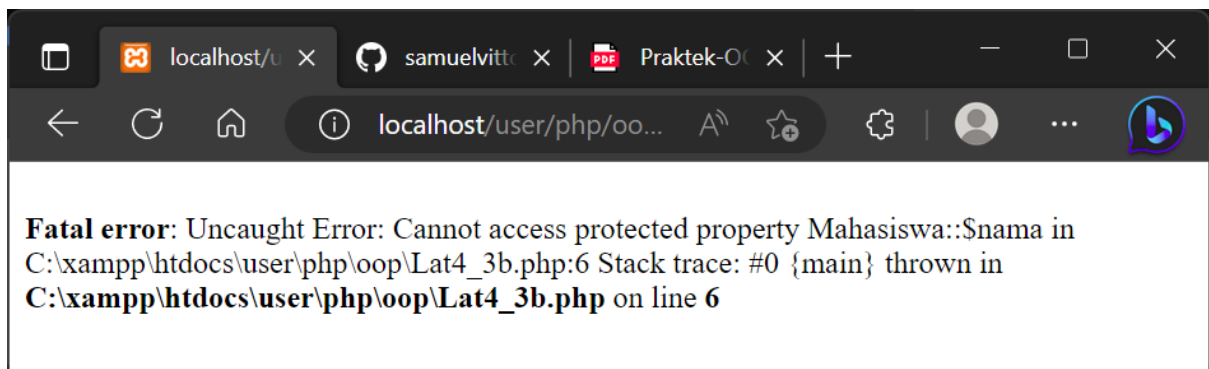 localhost/u
samuelvitto
PDF
Praktek-O
localhost/user/php/oo...
Fatal error: Uncaught Error: Cannot access protected property Mahasiswa::$nama in
C:\xampp\htdocs\user\php\oop\Lat4_3b.php:6 Stack trace: #0 {main} thrown in
C:\xampp\htdocs\user\php\oop\Lat4_3b.php on line 6